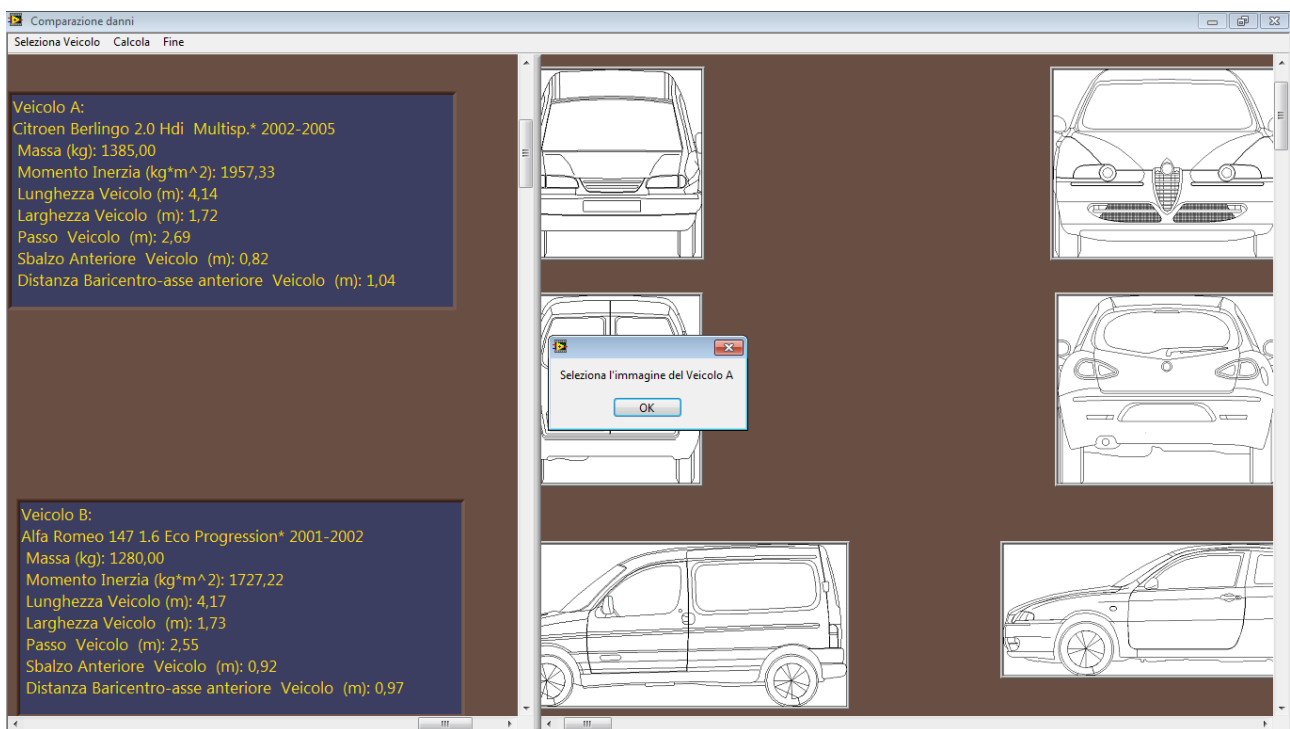 Comparazione danni
Seleziona Veicolo Calcola Fine
Veicolo A:
Citroen Berlingo 2.0 Hdi Multisp.* 2002-2005
Massa (kg): 1385,00
Momento Inerzia (kg*m^2): 1957,33
Lunghezza Veicolo (m): 4,14
Larghezza Veicolo (m): 1,72
Passo Veicolo (m): 2,69
Sbalzo Anteriore Veicolo (m): 0,82
Distanza Baricentro-asse anteriore Veicolo (m): 1,04
Seleziona l'immagine del Veicolo A
OK
Veicolo B:
Alfa Romeo 147 1.6 Eco Progression* 2001-2002
Massa (kg): 1280,00
Momento Inerzia (kg*m^2): 1727,22
Lunghezza Veicolo (m): 4,17
Larghezza Veicolo (m): 1,73
Passo Veicolo (m): 2,55
Sbalzo Anteriore Veicolo (m): 0,92
Distanza Baricentro-asse anteriore Veicolo (m): 0,97